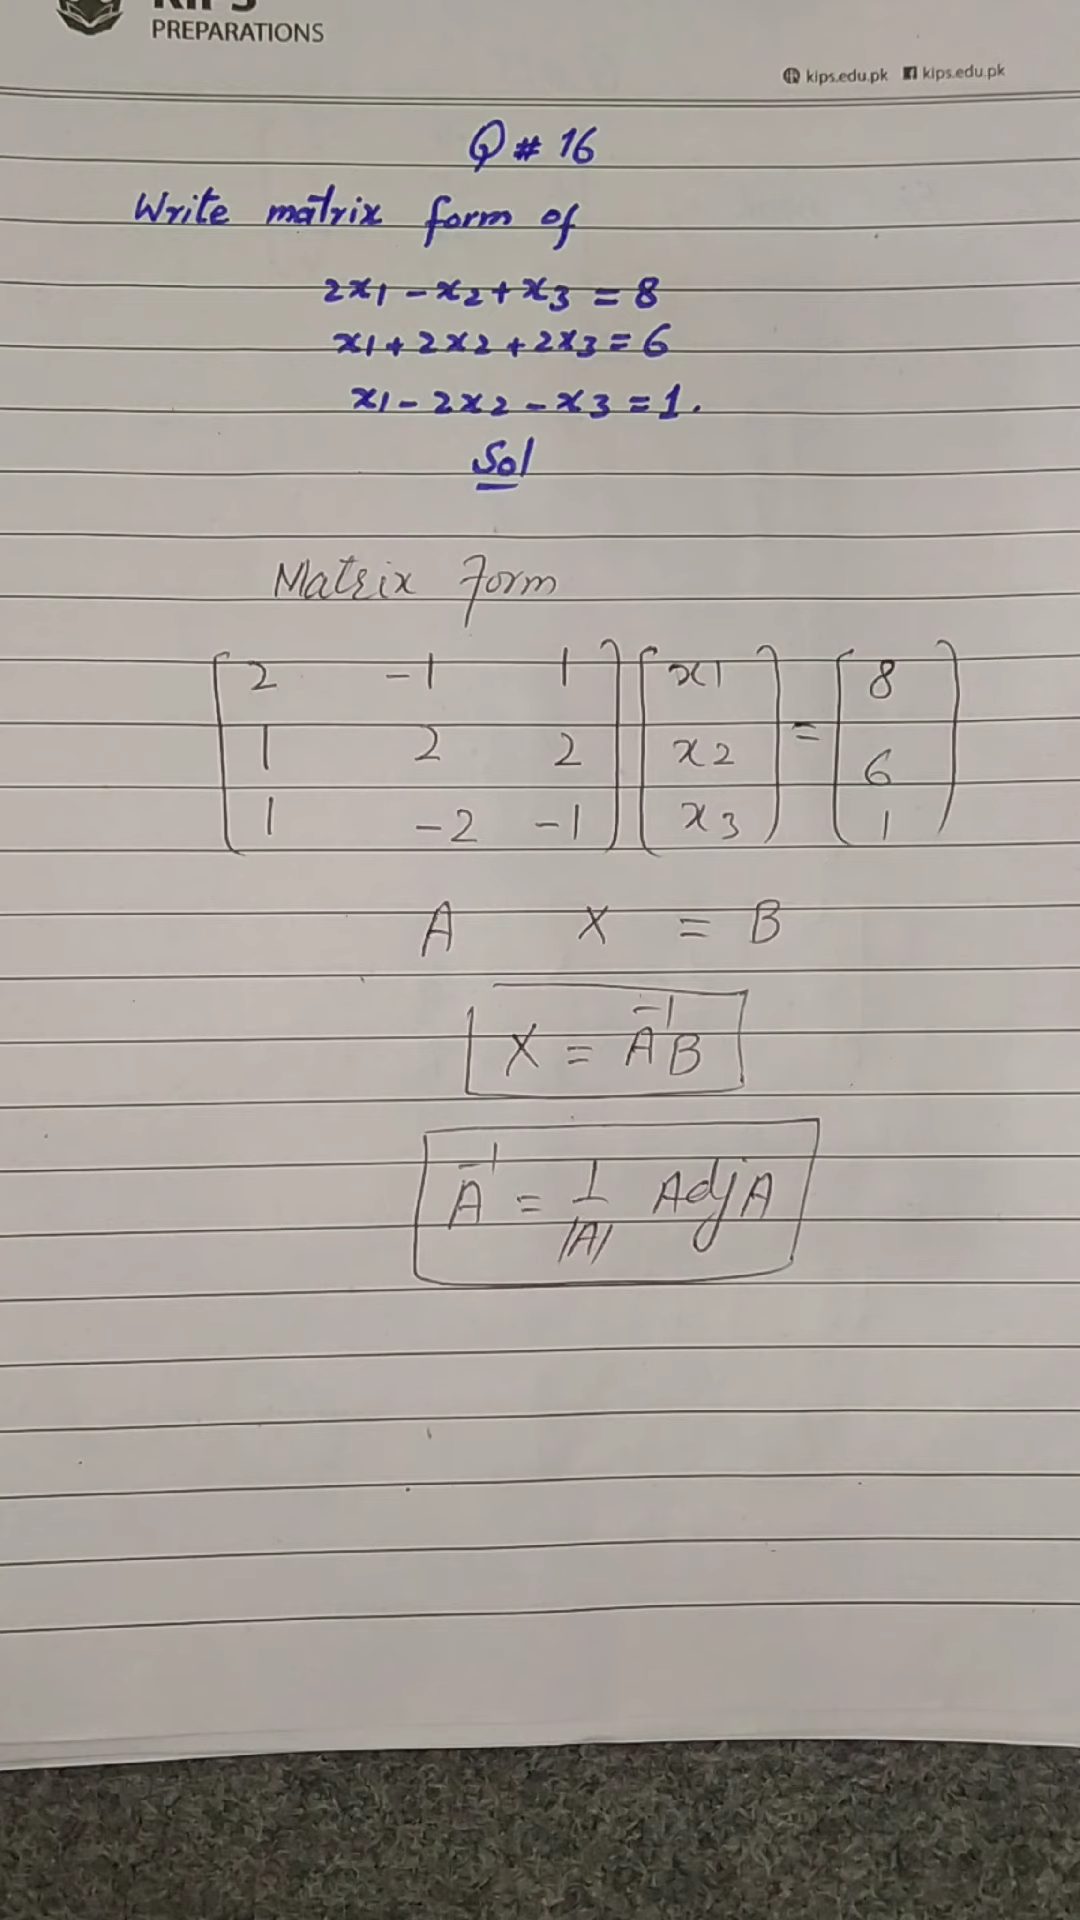 PREPARATIONS
kips.edu.pk kips.edu.pk
Q # 16
Write matrix form of
2x1 - x2 + x3 = 8
x1 + 2x2 + 2x3 = 6
x1 - 2x2 - x3 = 1.
Sol
Matrix Form
[2 -1 1] [x1] = [8]
[1 2 2] [x2] [6]
[1 -2 -1] [x3] [1]
A X = B
X = A⁻¹B
A⁻¹ = 1/|A| AdjA